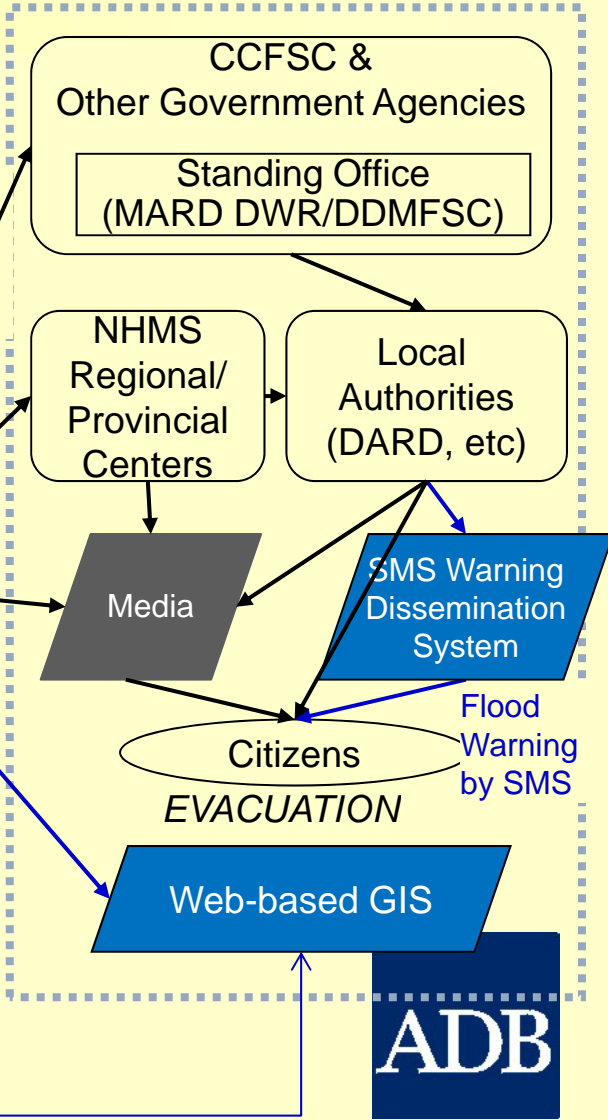 CCFSC &
Other Government Agencies
Standing Office
(MARD DWR/DDMFSC)
NHMS
Regional/
Provincial
Centers
Local
Authorities
(DARD, etc)
Media
SMS Warning
Dissemination
System
Flood
Warning
by SMS
Citizens
EVACUATION
Web-based GIS
ADB